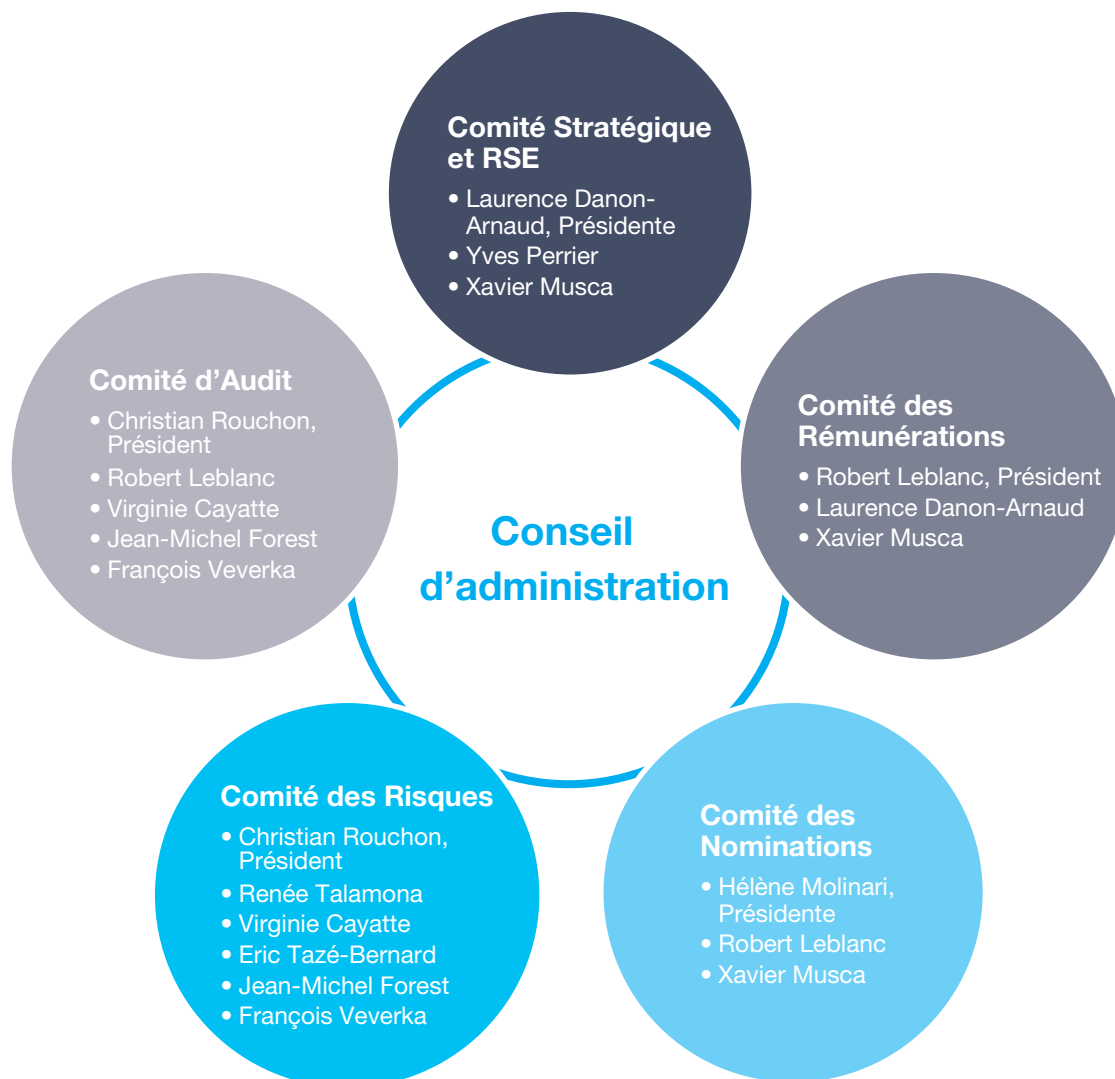 Comité Stratégique
et RSE
• Laurence Danon-
Arnaud, Présidente
• Yves Perrier
• Xavier Musca
Comité d’Audit
• Christian Rouchon,
Président
• Robert Leblanc
• Virginie Cayatte
• Jean-Michel Forest
• François Veverka
Comité des
Rémunérations
• Robert Leblanc, Président
• Laurence Danon-Arnaud
• Xavier Musca
Conseil
d’administration
Comité des Risques
• Christian Rouchon,
Président
• Renée Talamona
• Virginie Cayatte
• Eric Tazé-Bernard
• Jean-Michel Forest
• François Veverka
Comité des
Nominations
• Hélène Molinari,
Présidente
• Robert Leblanc
• Xavier Musca